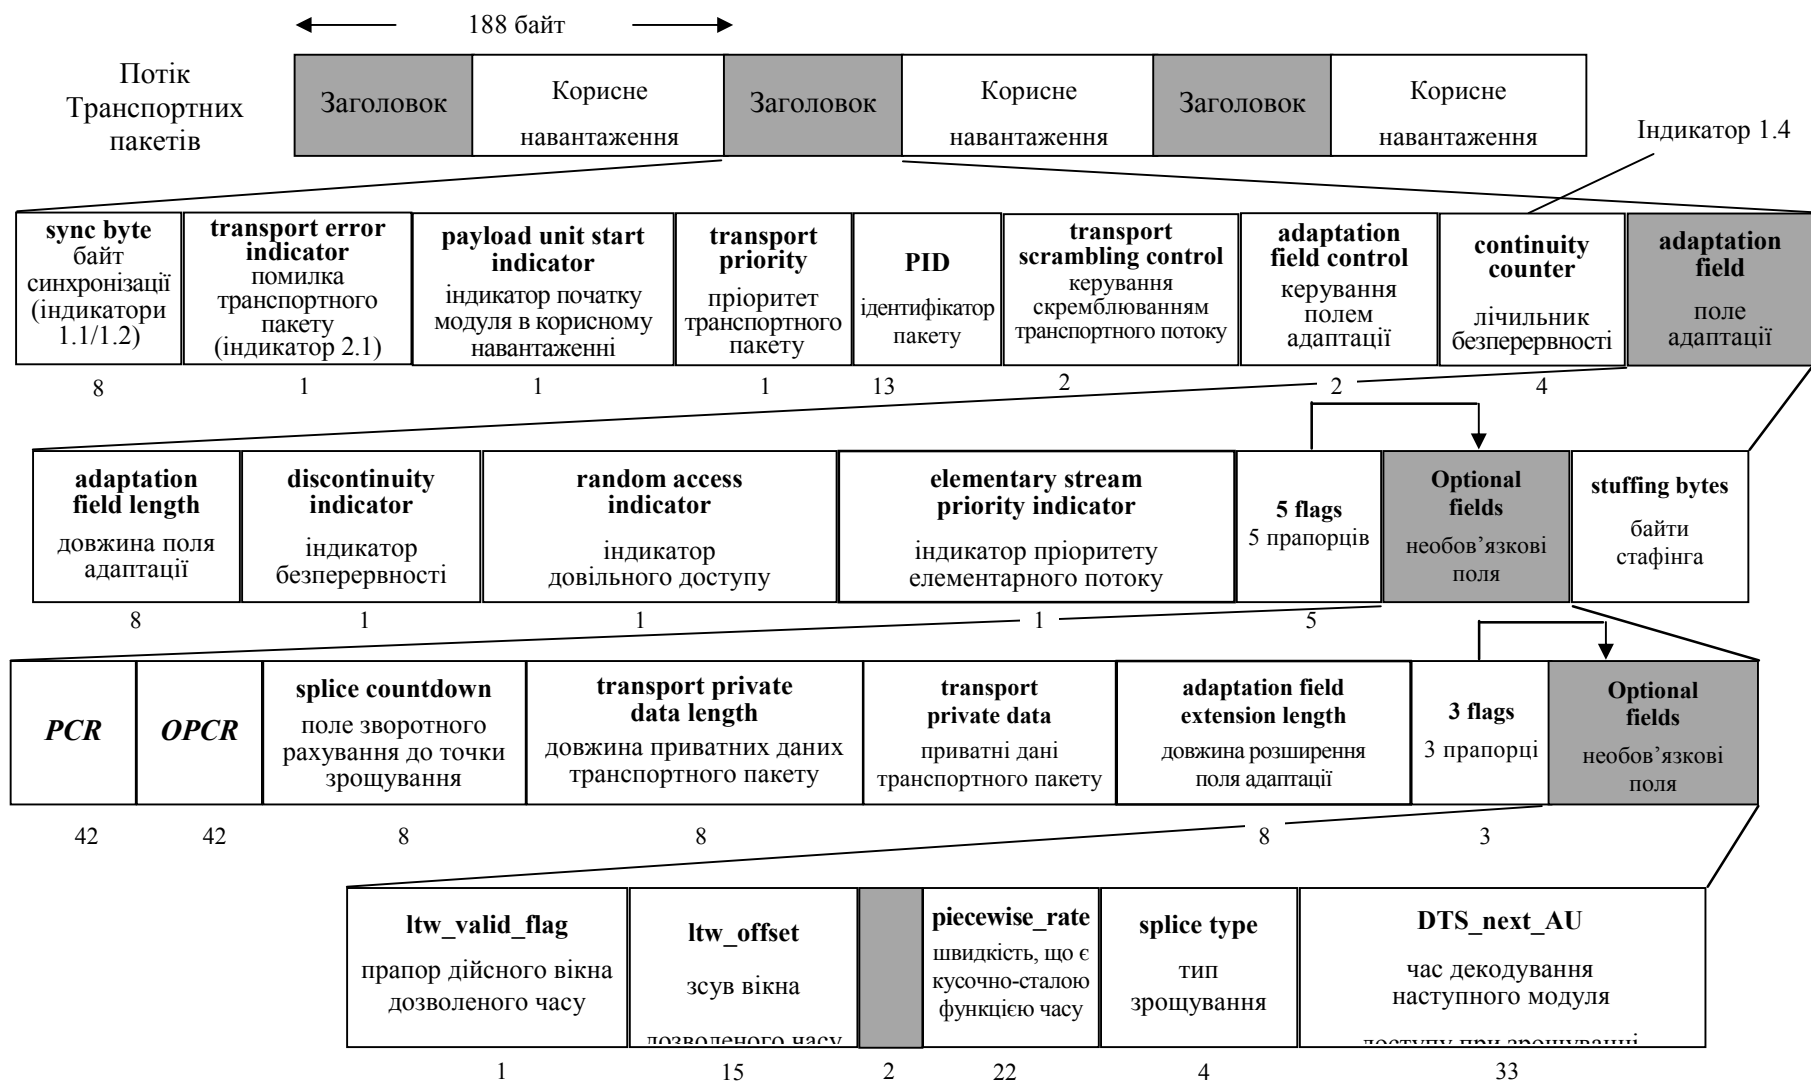 188 байт
Потік
Транспортних
пакетів
Заголовок
Корисне
навантаження
Заголовок
Корисне
навантаження
Заголовок
Корисне
навантаження
Індикатор 1.4
sync byte
байт
синхронізації
(індикатори
1.1/1.2)
transport error
indicator
помилка
транспортного
пакету
(індикатор 2.1)
payload unit start
indicator
індикатор початку
модуля в корисному
навантаженні
transport
priority
пріоритет
транспортного
пакету
PID
ідентифікатор
пакету
transport
scrambling control
керування
скремблюванням
транспортного потоку
adaptation
field control
керування
полем
адаптації
continuity
counter
лічильник
безперервності
adaptation
field
поле
адаптації
8
1
1
1
13
2
2
4
adaptation
field length
довжина поля
адаптації
discontinuity
indicator
індикатор
безперервності
random access
indicator
індикатор
довільного доступу
elementary stream
priority indicator
індикатор пріоритету
елементарного потоку
5 flags
5 прапорців
Optional
fields
необов’язкові
поля
stuffing bytes
байти
стафінга
8
1
1
1
5
PCR
OPCR
splice countdown
поле зворотного
рахування до точки
зрощування
transport private
data length
довжина приватних даних
транспортного пакету
transport
private data
приватні дані
транспортного пакету
adaptation field
extension length
довжина розширення
поля адаптації
3 flags
3 прапорці
Optional
fields
необов’язкові
поля
42
42
8
8
8
3
ltw_valid_flag
прапор дійсного вікна
дозволеного часу
ltw_offset
зсув вікна
дозволеного часу
piecewise_rate
швидкість, що є
кусочно-сталою
функцією часу
splice type
тип
зрощування
DTS_next_AU
час декодування
наступного модуля
доступу при зрощуванні
1
15
2
22
4
33